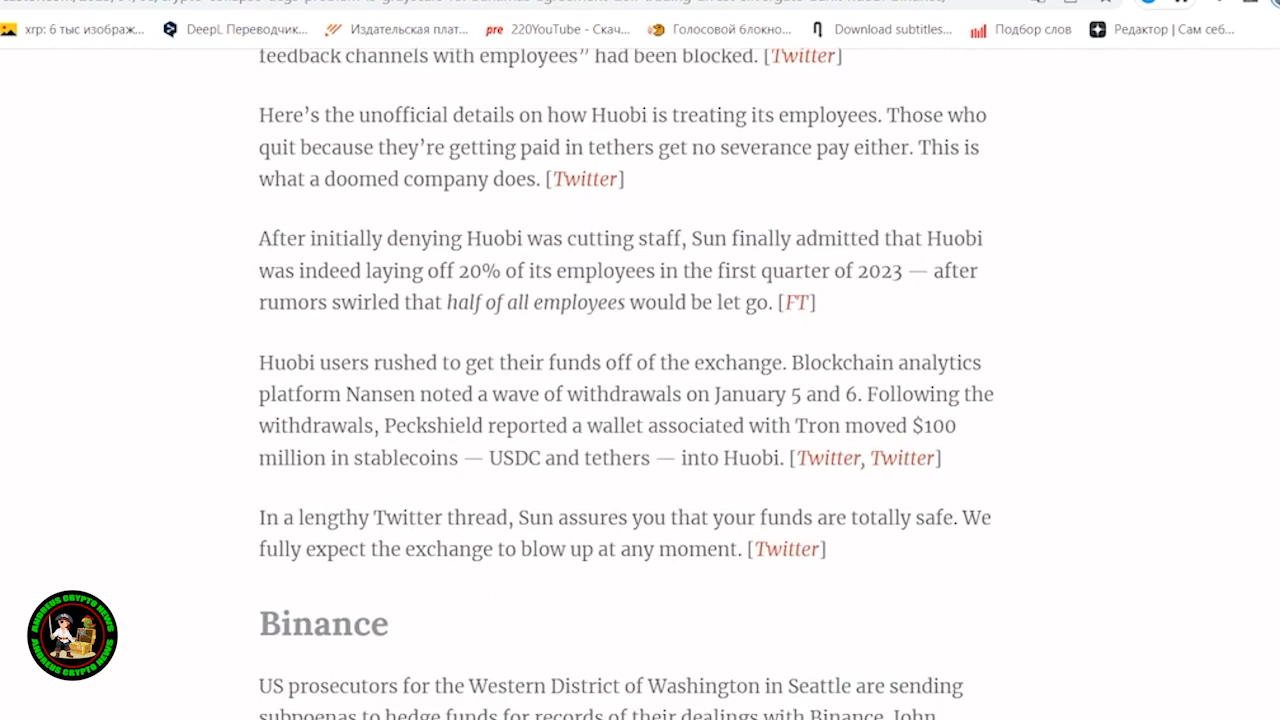 xrp: 6 тыс изображ...
DeepL Переводчик...
Издательская плат...
pre 220YouTube - Скач...
Голосовой блокно...
Download subtitles...
Подбор слов
Редактор | Сам себ...
feedback channels with employees” had been blocked. [Twitter]
Here’s the unofficial details on how Huobi is treating its employees. Those who
quit because they’re getting paid in tethers get no severance pay either. This is
what a doomed company does. [Twitter]
After initially denying Huobi was cutting staff, Sun finally admitted that Huobi
was indeed laying off 20% of its employees in the first quarter of 2023 — after
rumors swirled that half of all employees would be let go. [FT]
Huobi users rushed to get their funds off of the exchange. Blockchain analytics
platform Nansen noted a wave of withdrawals on January 5 and 6. Following the
withdrawals, Peckshield reported a wallet associated with Tron moved $100
million in stablecoins — USDC and tethers — into Huobi. [Twitter, Twitter]
In a lengthy Twitter thread, Sun assures you that your funds are totally safe. We
fully expect the exchange to blow up at any moment. [Twitter]
ANDREUS CRYPTO NEWS
ANDREUS CRYPTO NEWS
Binance
US prosecutors for the Western District of Washington in Seattle are sending
subpoenas to hedge funds for records of their dealings with Binance. John